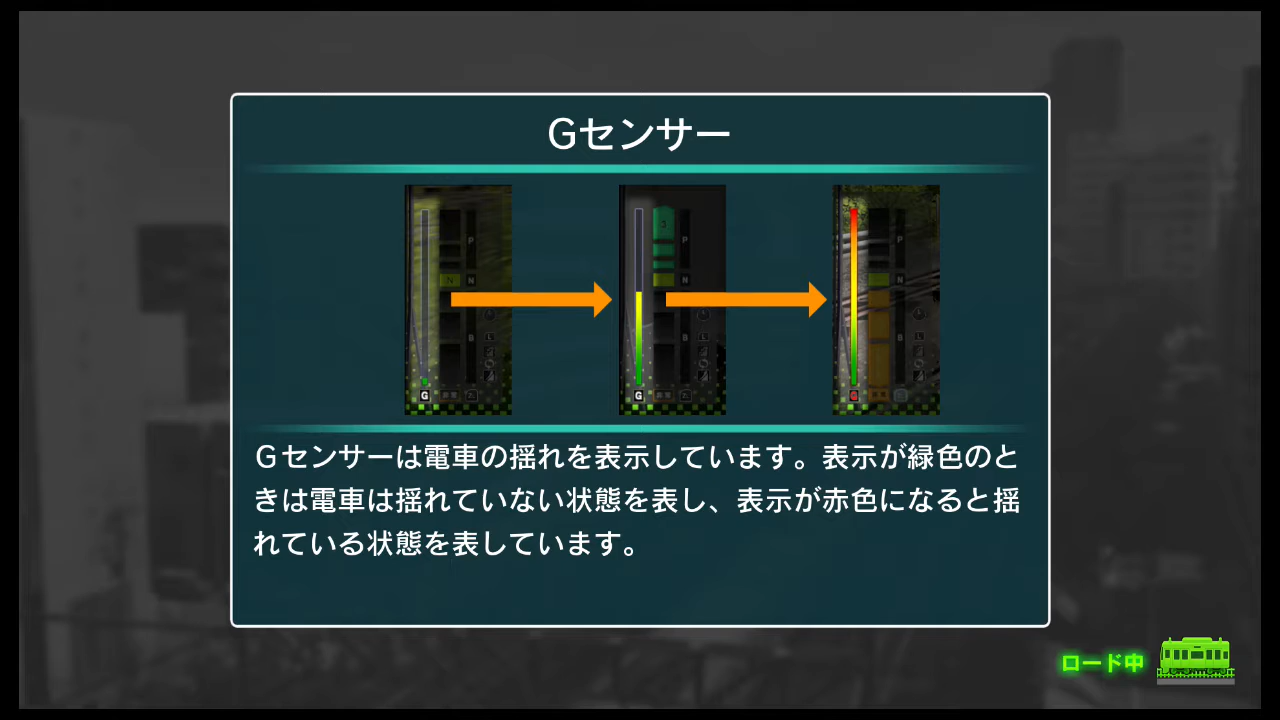 Gセンサー
P
N
N
B
L
G
P
N
B
L
G
P
N
B
L
G
Ｇセンサーは電車の揺れを表示しています。表示が緑色のと
きは電車は揺れていない状態を表し、表示が赤色になると揺
れている状態を表しています。
ロード中